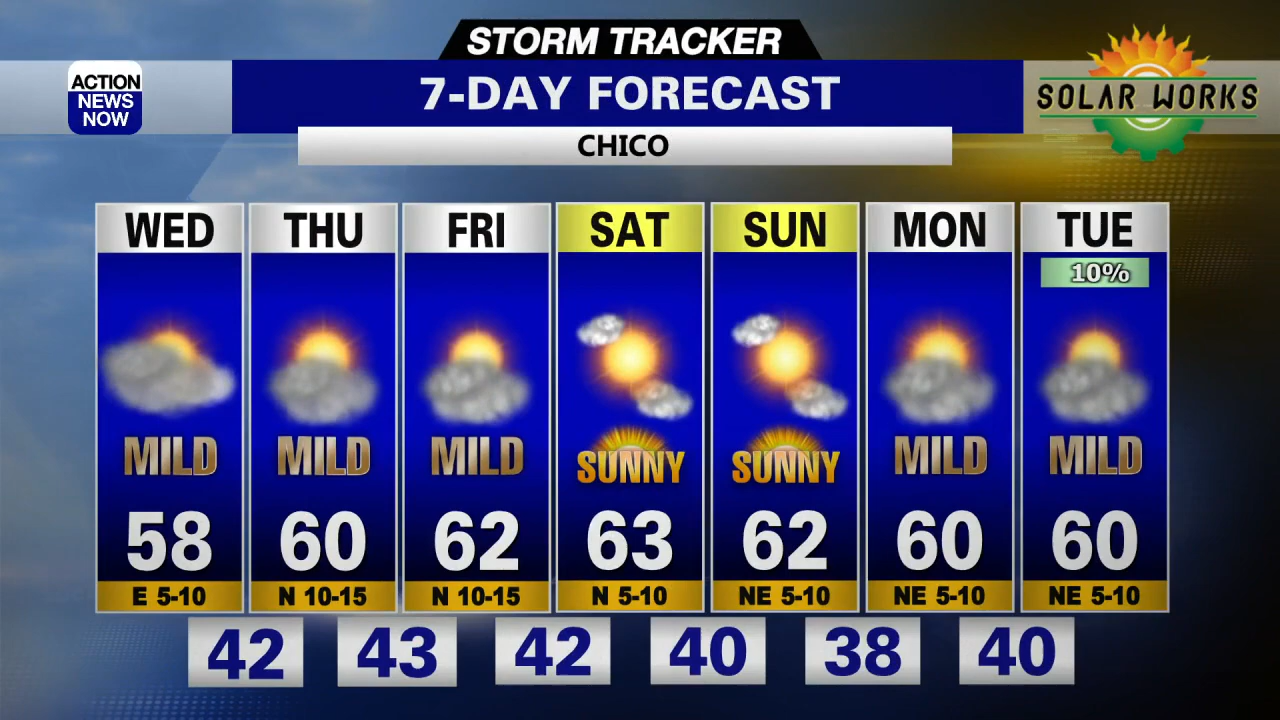 STORM TRACKER
ACTION
NEWS
NOW
7-DAY FORECAST
SOLAR WORKS
CHICO
WED THU FRI SAT SUN MON TUE
10%
MILD MILD MILD SUNNY SUNNY MILD MILD
58 60 62 63 62 60 60
E 5-10 N 10-15 N 10-15 N 5-10 NE 5-10 NE 5-10 NE 5-10
42 43 42 40 38 40